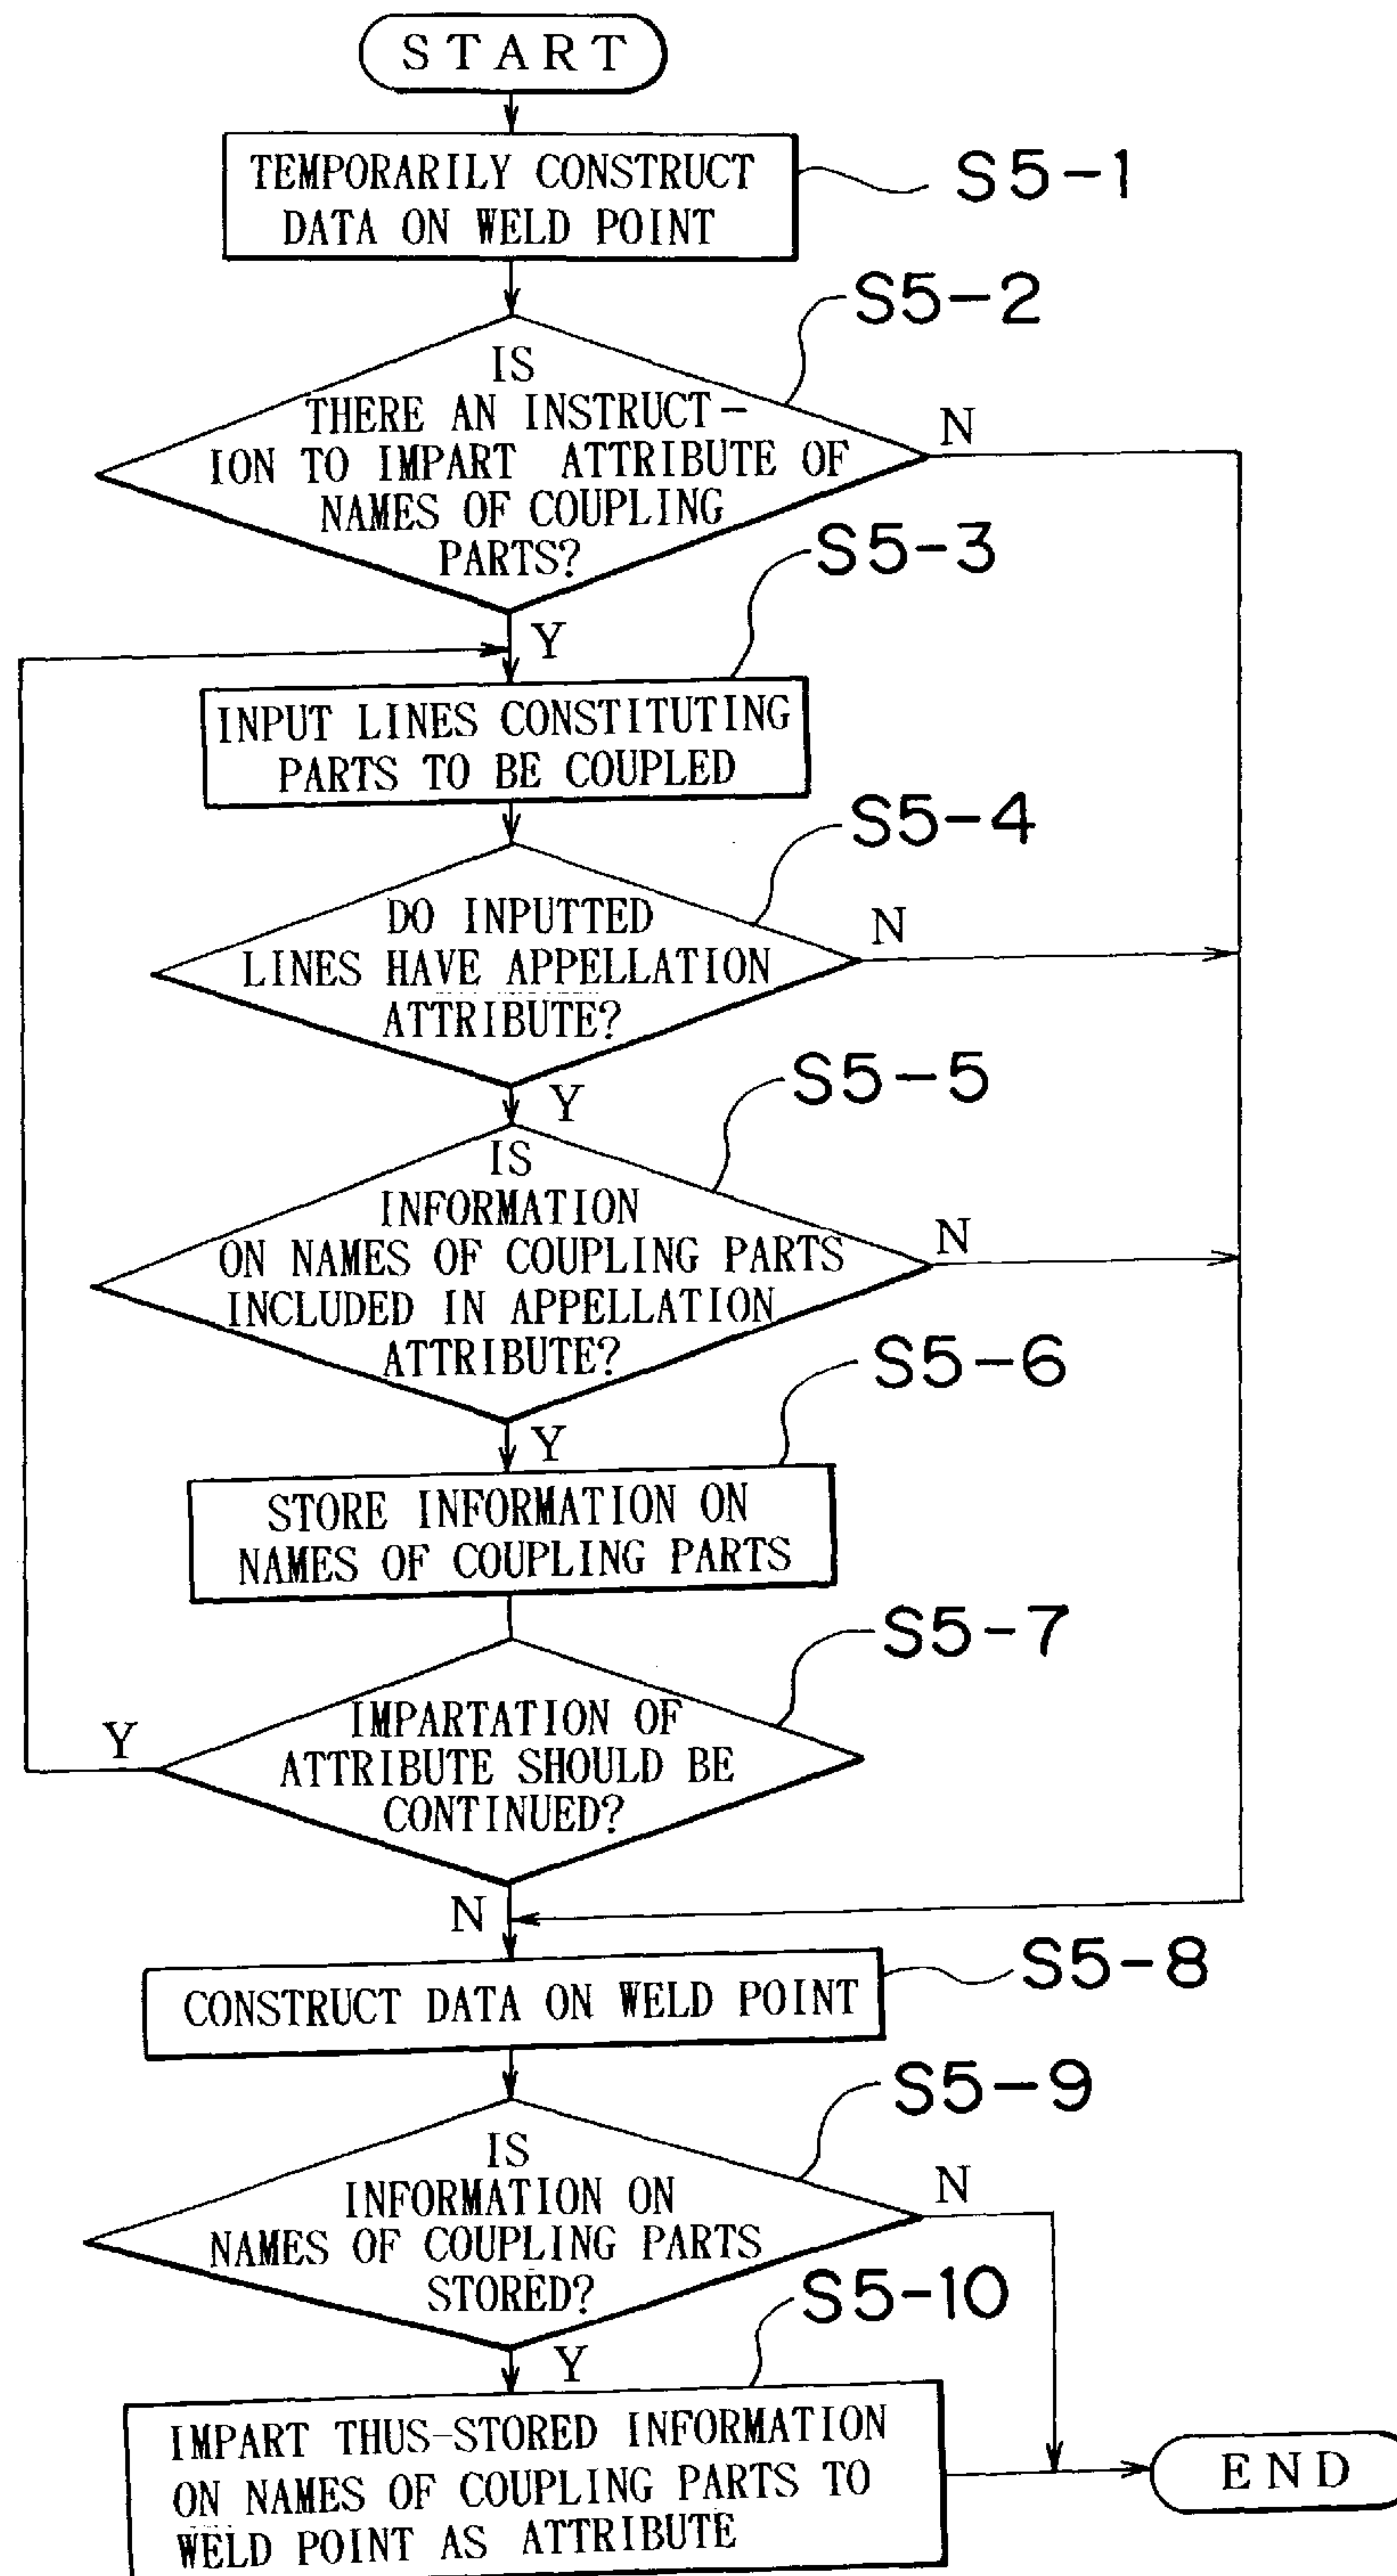 START
TEMPORARILY CONSTRUCT
DATA ON WELD POINT
S5-1
S5-2
IS
THERE AN INSTRUCT-
ION TO IMPART ATTRIBUTE OF
NAMES OF COUPLING
PARTS?
N
Y
S5-3
INPUT LINES CONSTITUTING
PARTS TO BE COUPLED
S5-4
DO INPUTTED
LINES HAVE APPELLATION
ATTRIBUTE?
N
Y
S5-5
IS
INFORMATION
ON NAMES OF COUPLING PARTS
INCLUDED IN APPELLATION
ATTRIBUTE?
N
Y
S5-6
STORE INFORMATION ON
NAMES OF COUPLING PARTS
S5-7
IMPARTATION OF
ATTRIBUTE SHOULD BE
CONTINUED?
Y
N
S5-8
CONSTRUCT DATA ON WELD POINT
S5-9
IS
INFORMATION ON
NAMES OF COUPLING PARTS
STORED?
N
Y
S5-10
IMPART THUS-STORED INFORMATION
ON NAMES OF COUPLING PARTS TO
WELD POINT AS ATTRIBUTE
END